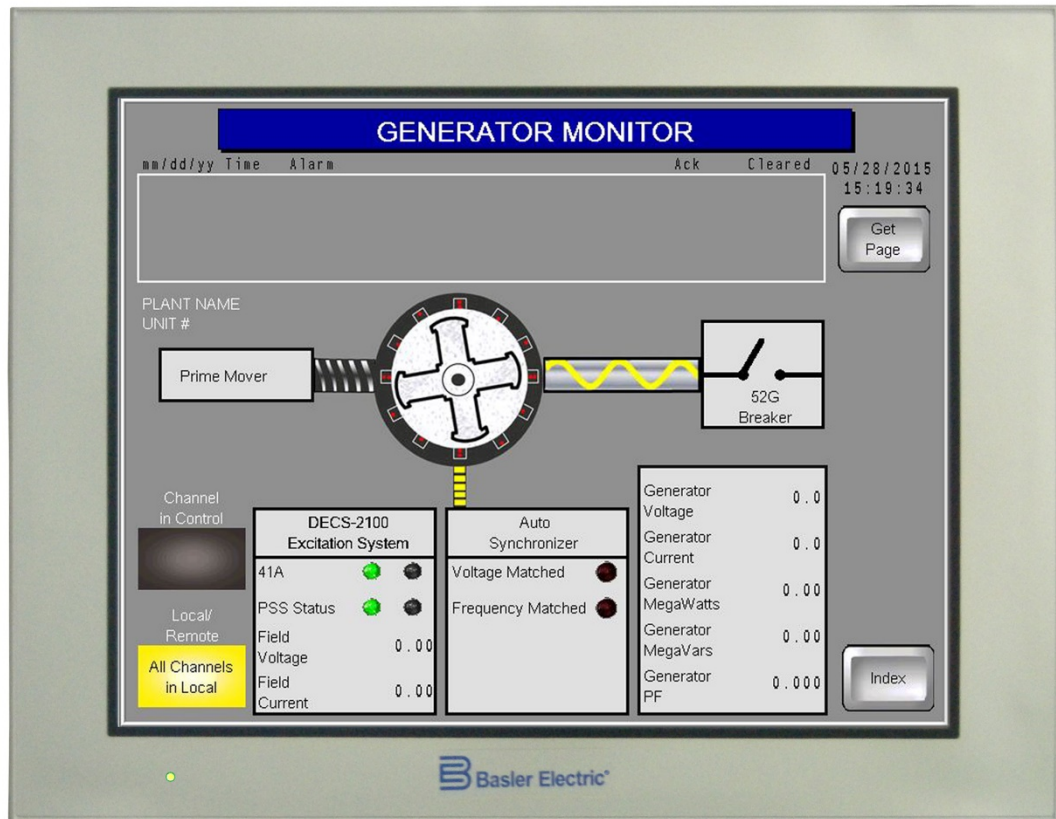 GENERATOR MONITOR
mm/dd/yy Time Alarm Ack Cleared
05/28/2015
15:19:34
Get
Page
PLANT NAME
UNIT #
Prime Mover
52G
Breaker
Channel
in Control
Local/
Remote
All Channels
in Local
DECS-2100
Excitation System
41A
PSS Status
Field
Voltage
0.00
Field
Current
0.00
Auto
Synchronizer
Voltage Matched
Frequency Matched
Generator
Voltage
0.0
Generator
Current
0.0
Generator
MegaWatts
0.00
Generator
MegaVars
0.00
Generator
PF
0.000
Index
Basler Electric